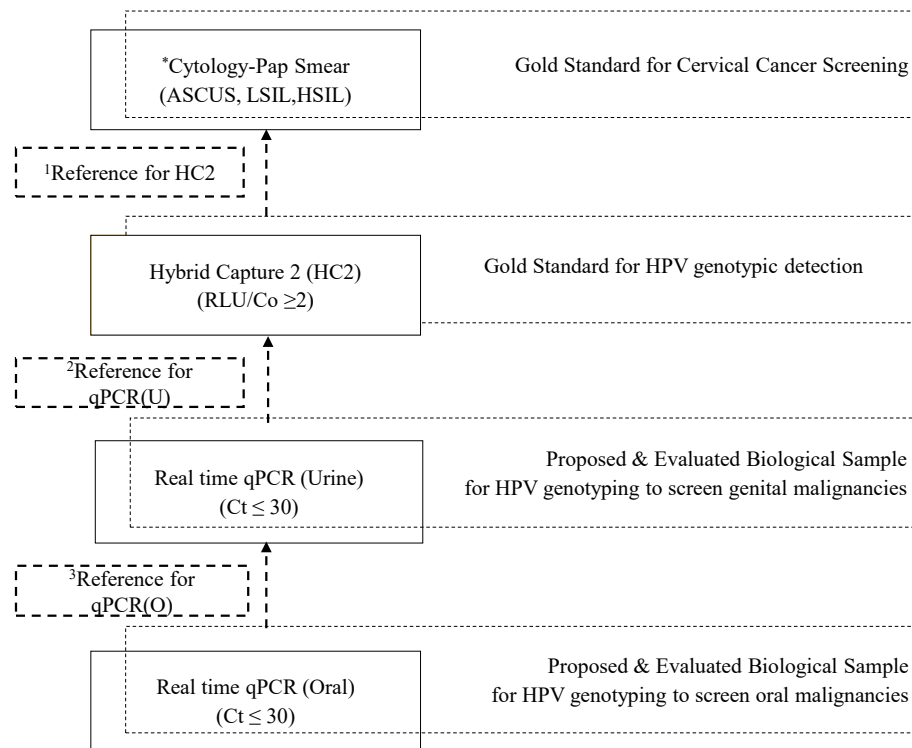 *Cytology-Pap Smear
(ASCUS, LSIL,HSIL)
Gold Standard for Cervical Cancer Screening
¹Reference for HC2
Hybrid Capture 2 (HC2)
(RLU/Co ≥2)
Gold Standard for HPV genotypic detection
²Reference for
qPCR(U)
Real time qPCR (Urine)
(Ct ≤ 30)
Proposed & Evaluated Biological Sample
for HPV genotyping to screen genital malignancies
³Reference for
qPCR(O)
Real time qPCR (Oral)
(Ct ≤ 30)
Proposed & Evaluated Biological Sample
for HPV genotyping to screen oral malignancies